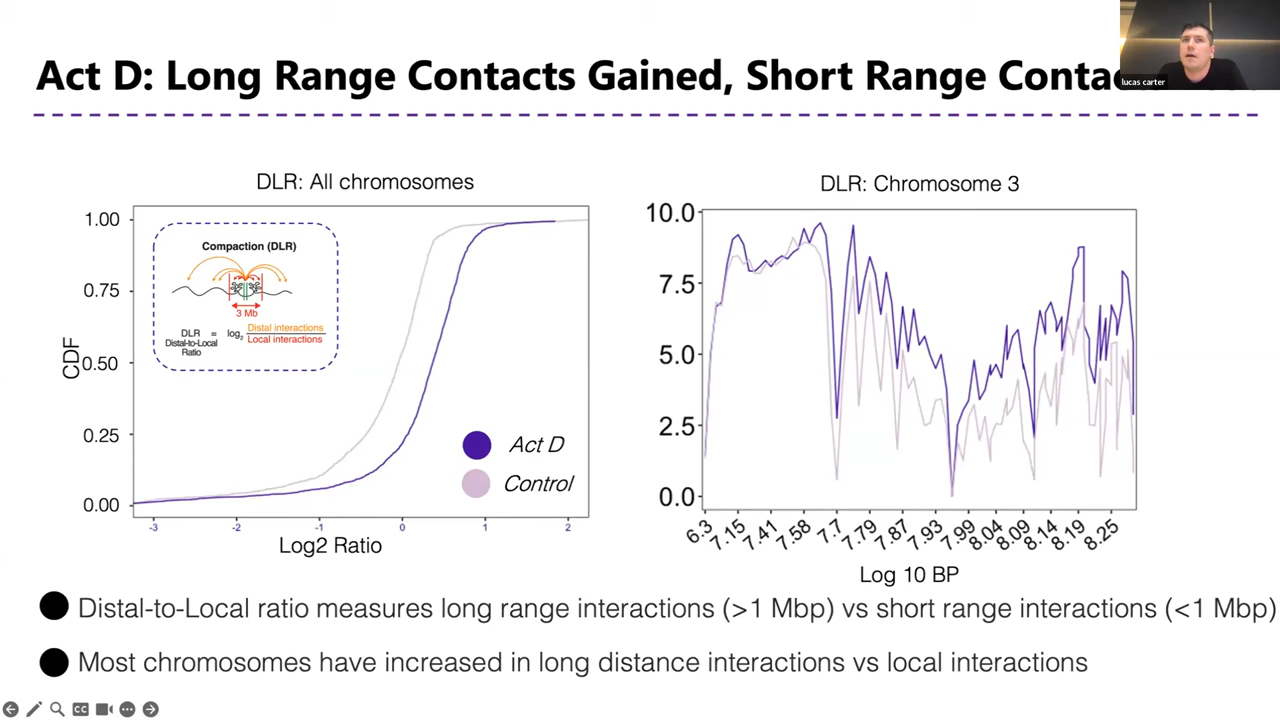 Act D: Long Range Contacts Gained, Short Range Contac
lucas carter
DLR: All chromosomes
CDF
1.00
0.75
0.50
0.25
0.00
Compaction (DLR)
3 Mb
DLR = log2 Distal interactions
Distal-to-Local Local interactions
Ratio
Act D
Control
-3 -2 -1 0 1 2
Log2 Ratio
DLR: Chromosome 3
10.0
7.5
5.0
2.5
0.0
6.3 7.15 7.41 7.58 7.7 7.79 7.87 7.93 7.99 8.04 8.09 8.14 8.19 8.25
Log 10 BP
Distal-to-Local ratio measures long range interactions (>1 Mbp) vs short range interactions (<1 Mbp)
Most chromosomes have increased in long distance interactions vs local interactions
CC